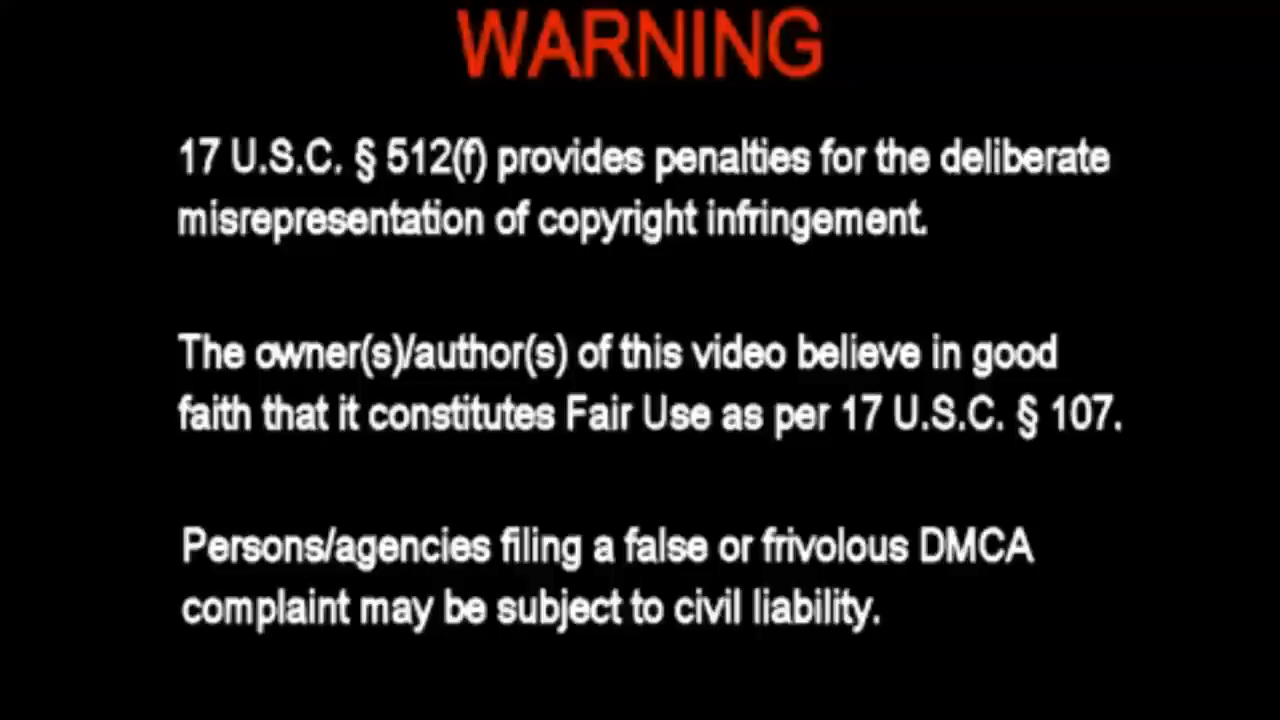 WARNING
17 U.S.C. § 512(f) provides penalties for the deliberate
misrepresentation of copyright infringement.
The owner(s)/author(s) of this video believe in good
faith that it constitutes Fair Use as per 17 U.S.C. § 107.
Persons/agencies filing a false or frivolous DMCA
complaint may be subject to civil liability.